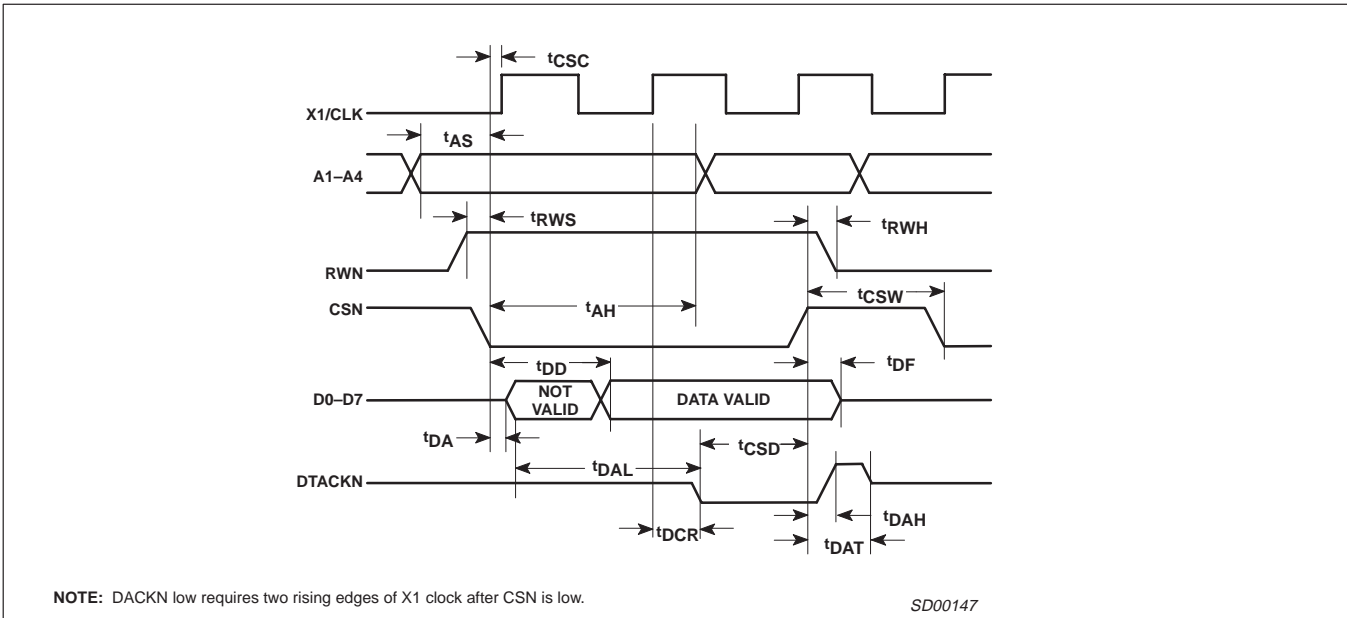 tCSC
X1/CLK
tAS
A1–A4
tRWS
tRWH
RWN
tCSW
CSN
tAH
tDD
tDF
D0–D7
NOT
VALID
DATA VALID
tDA
tCSD
tDAL
DTACKN
tDAH
tDCR
tDAT
NOTE: DACKN low requires two rising edges of X1 clock after CSN is low.
SD00147